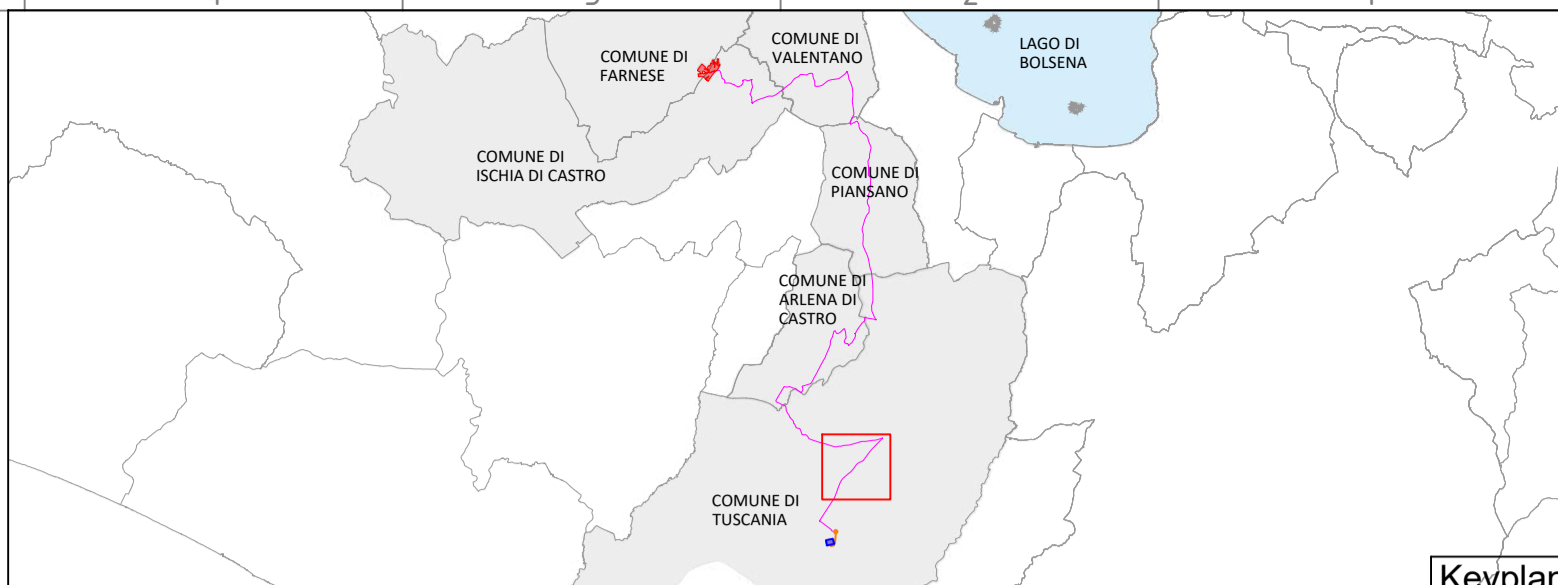 COMUNE DI
FARNESE
COMUNE DI
VALENTANO
LAGO DI
BOLSENA
COMUNE DI
ISCHIA DI CASTRO
COMUNE DI
PIANSANO
COMUNE DI
ARLENA DI
CASTRO
COMUNE DI
TUSCANIA
Keyplan